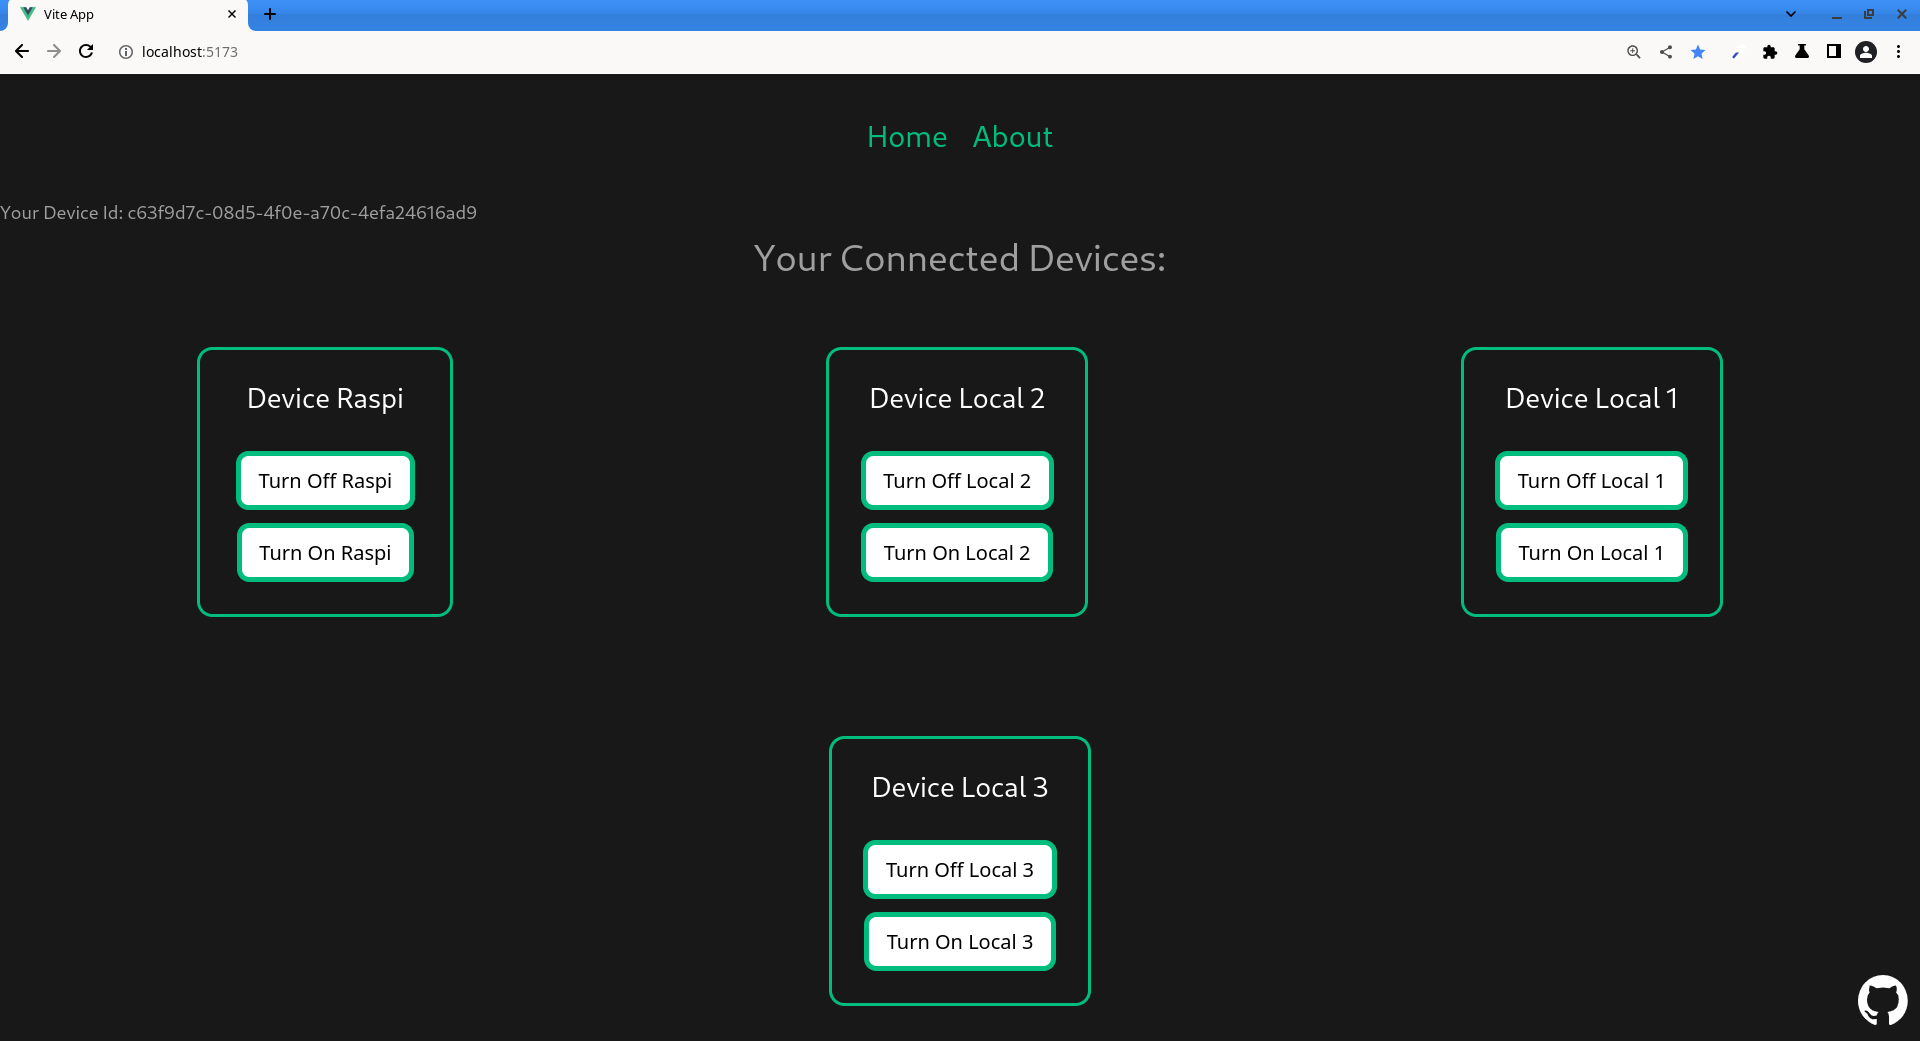 Vite App
localhost:5173
Home About
Your Device Id: c63f9d7c-08d5-4f0e-a70c-4efa24616ad9
Your Connected Devices:
Device Raspi
Turn Off Raspi
Turn On Raspi
Device Local 2
Turn Off Local 2
Turn On Local 2
Device Local 1
Turn Off Local 1
Turn On Local 1
Device Local 3
Turn Off Local 3
Turn On Local 3